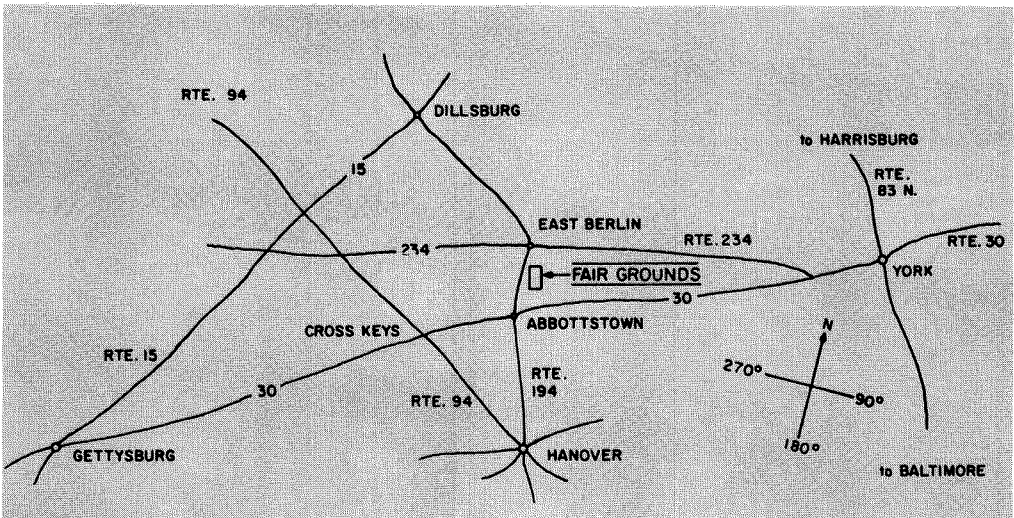 RTE. 94
DILLSBURG
to HARRISBURG
15
RTE.
83 N.
EAST BERLIN
RTE. 234
RTE. 30
234
FAIR GROUNDS
YORK
30
ABBOTTSTOWN
CROSS KEYS
N
RTE. 15
270°
RTE.
194
30
RTE. 94
90°
180°
GETTYSBURG
HANOVER
to BALTIMORE